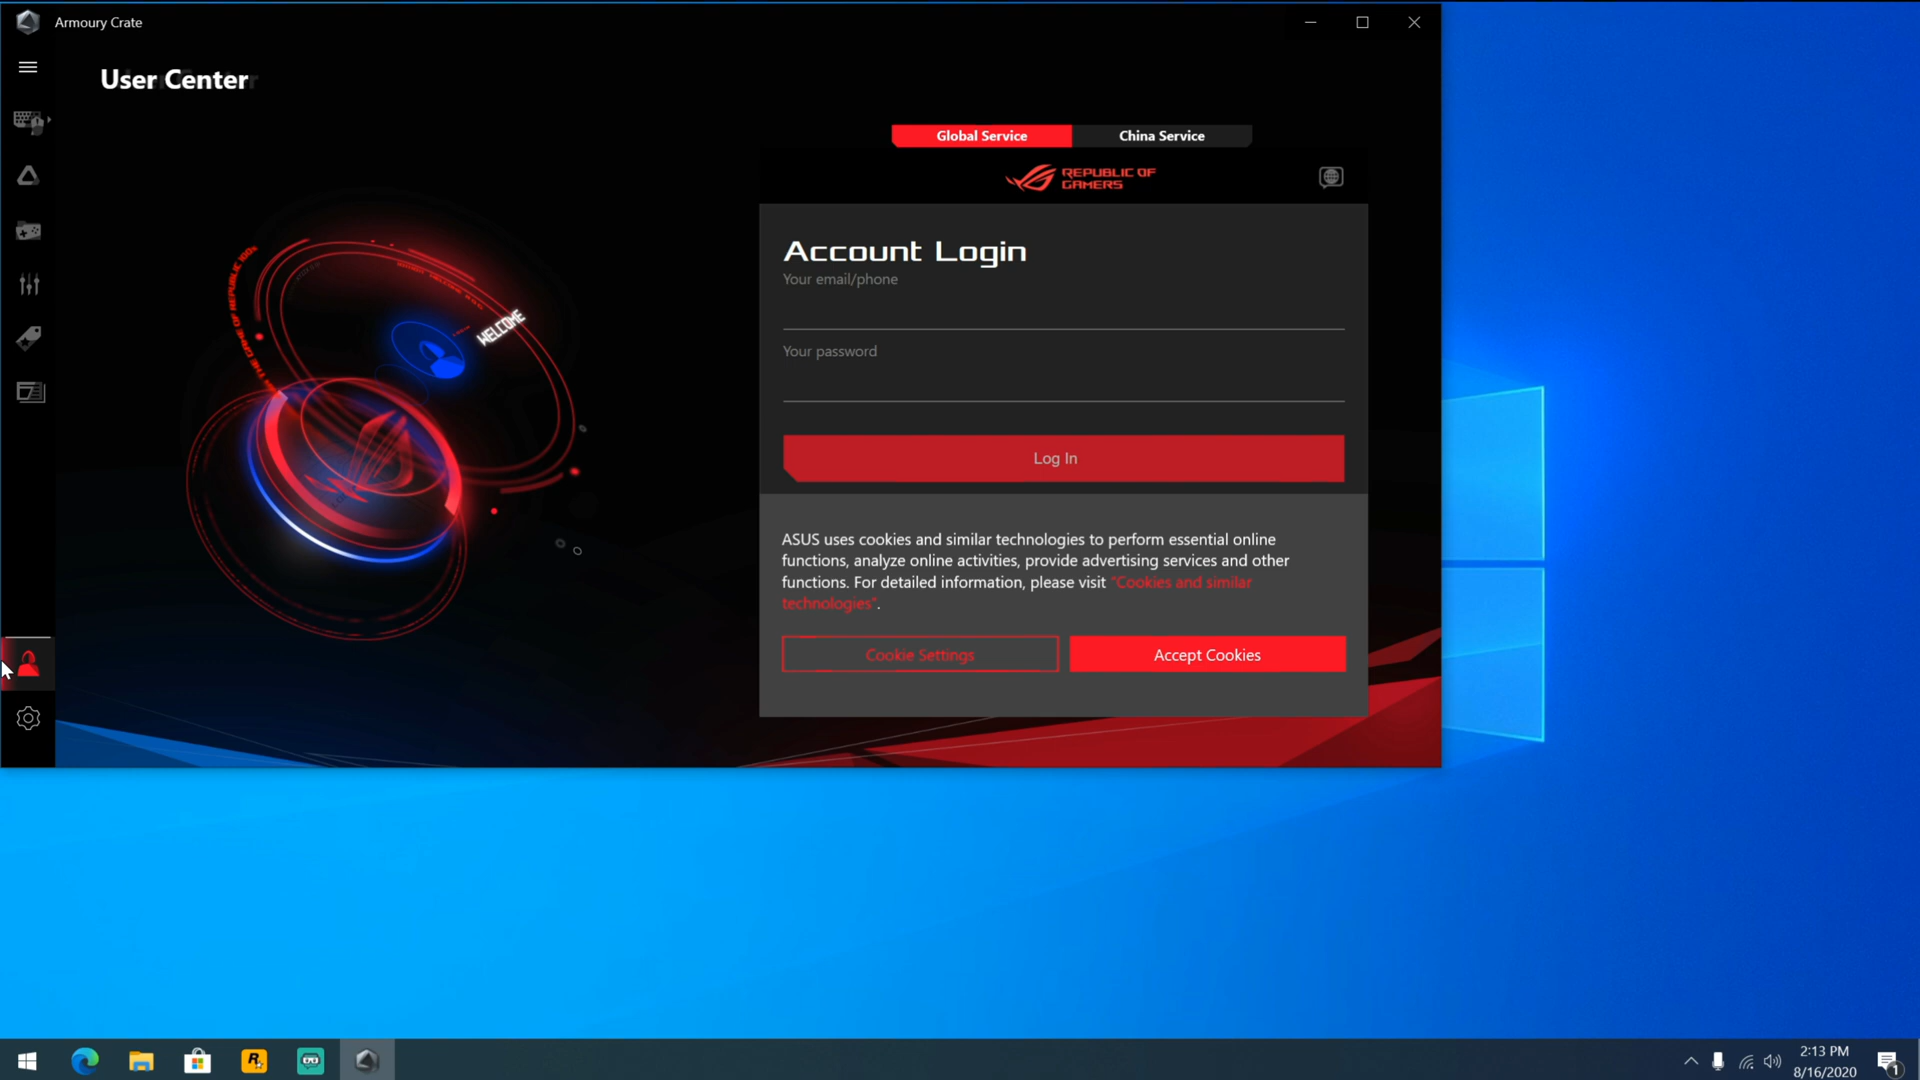 Armoury Crate
User Center
Global Service
China Service
REPUBLIC OF
GAMERS
Account Login
Your email/phone
Your password
Log In
WELCOME
ASUS uses cookies and similar technologies to perform essential online
functions, analyze online activities, provide advertising services and other
functions. For detailed information, please visit "Cookies and similar
technologies".
Cookie Settings
Accept Cookies
2:13 PM
8/16/2020
1